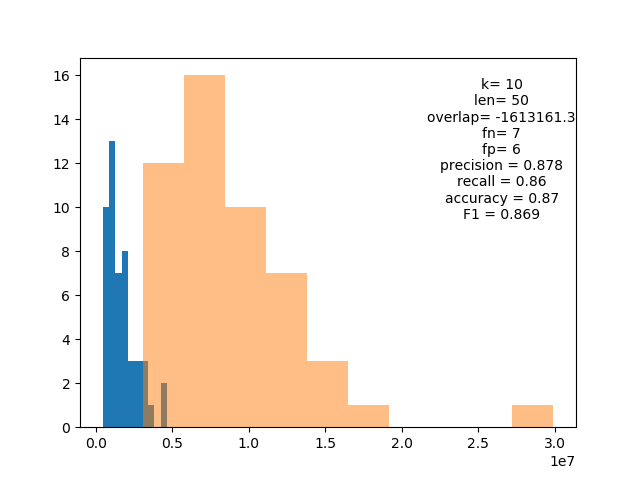 16
14
12
10
8
6
4
2
0
k= 10
len= 50
overlap= -1613161.3
fn= 7
fp= 6
precision = 0.878
recall = 0.86
accuracy = 0.87
F1 = 0.869
0.0 0.5 1.0 1.5 2.0 2.5 3.0
1e7